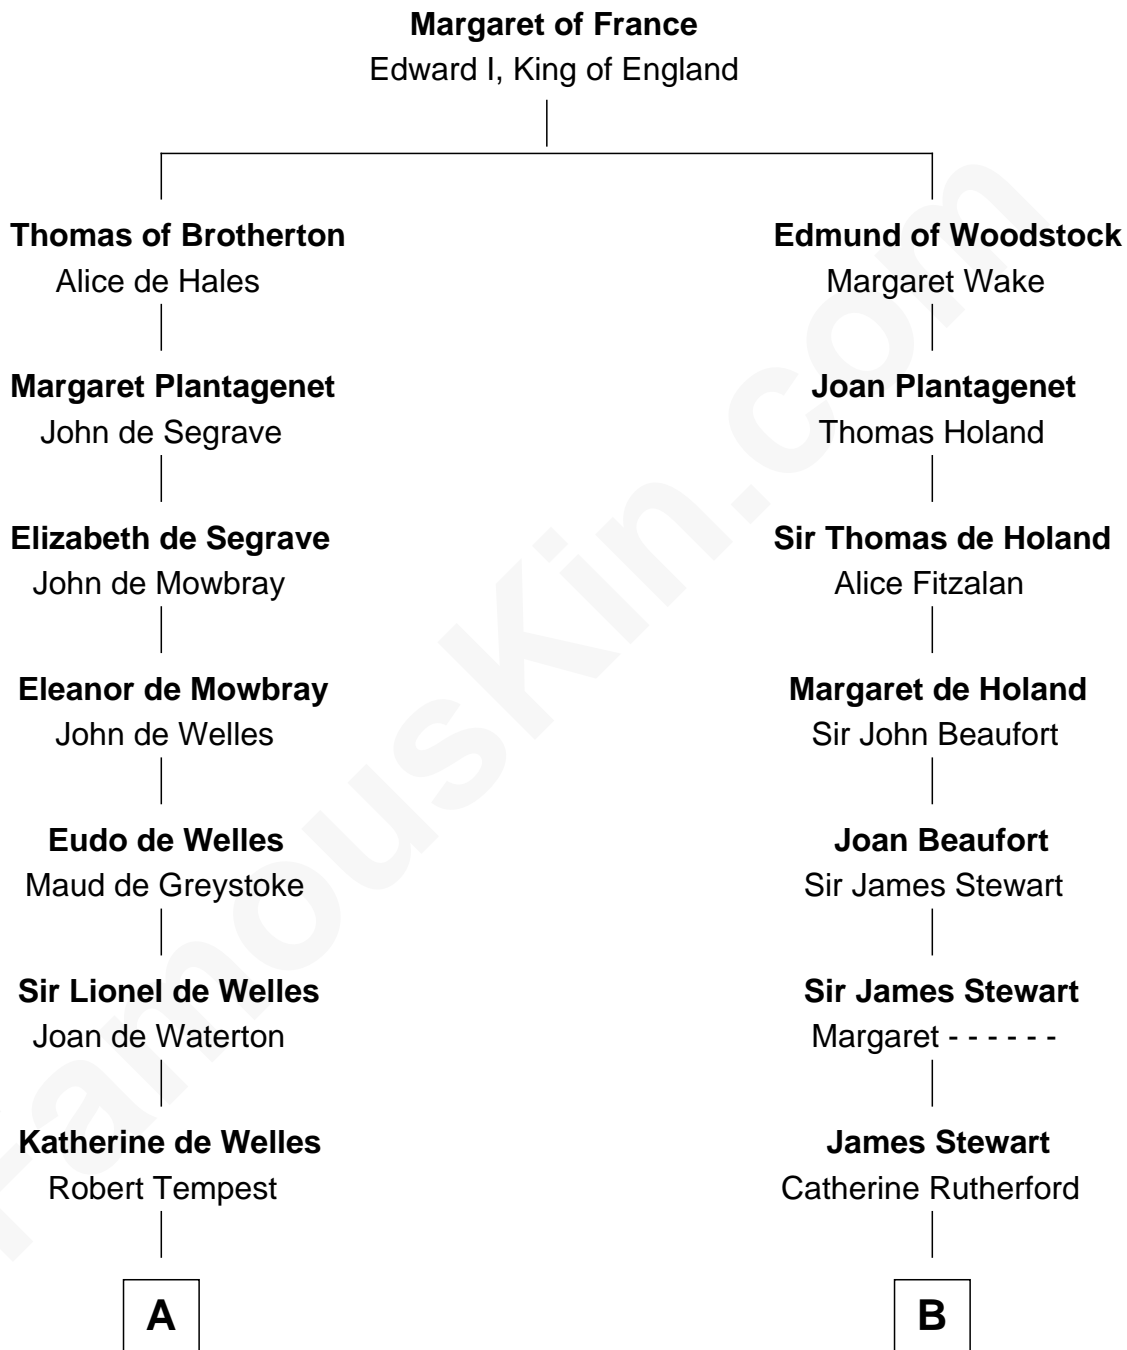 Margaret of France
Edward I, King of England
Thomas of Brotherton
Alice de Hales
Edmund of Woodstock
Margaret Wake
Margaret Plantagenet
John de Segrave
Joan Plantagenet
Thomas Holand
Elizabeth de Segrave
John de Mowbray
Sir Thomas de Holand
Alice Fitzalan
Eleanor de Mowbray
John de Welles
Margaret de Holand
Sir John Beaufort
Eudo de Welles
Maud de Greystoke
Joan Beaufort
Sir James Stewart
Sir Lionel de Welles
Joan de Waterton
Sir James Stewart
Margaret - - - - - -
Katherine de Welles
Robert Tempest
James Stewart
Catherine Rutherford
A
B
FamousKin.com